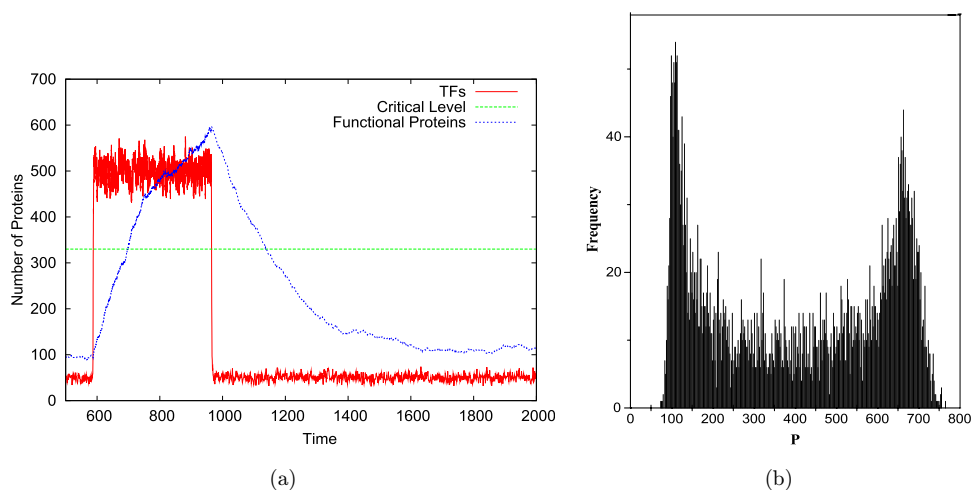 700
600
500
400
300
200
100
0
Number of Proteins
TFs
Critical Level
Functional Proteins
600 800 1000 1200 1400 1600 1800 2000
Time
(a)
40
20
0
Frequency
0 100 200 300 400 500 600 700 800
P
(b)